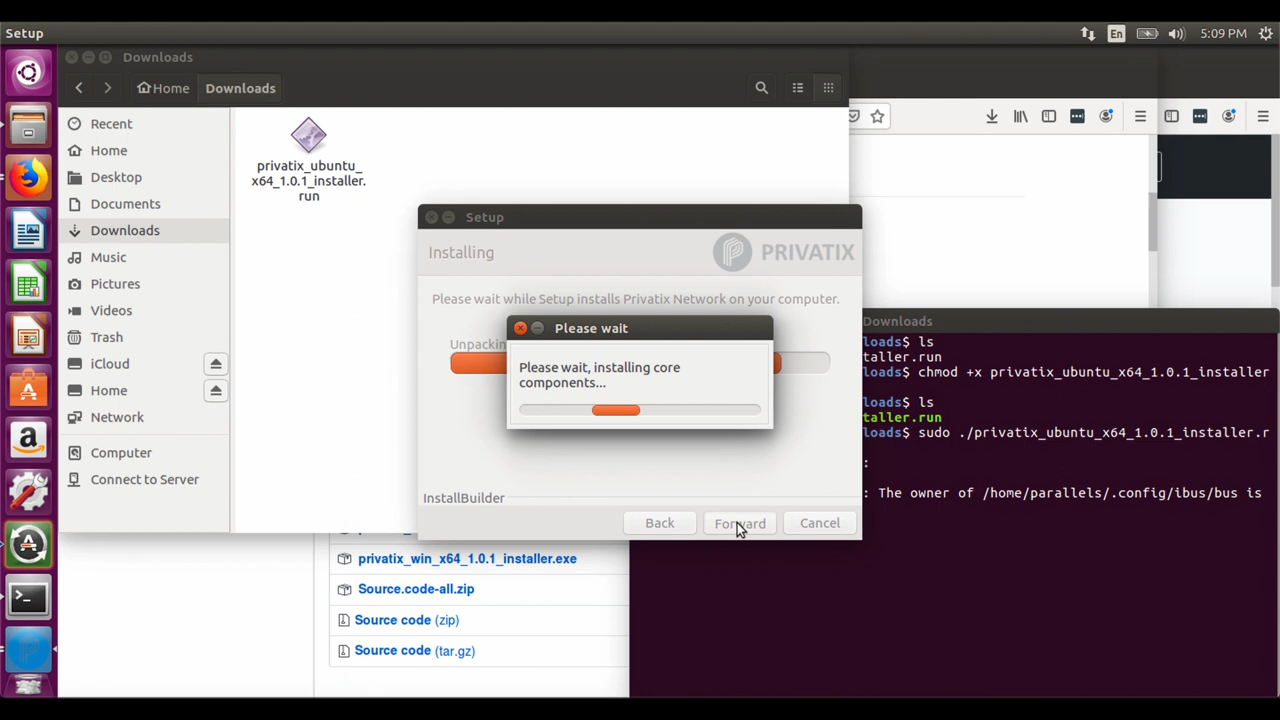 Setup
En
5:09 PM
Downloads
Home
Downloads
Recent
Home
Desktop
Documents
Downloads
Music
Pictures
Videos
Trash
iCloud
Home
Network
Computer
Connect to Server
privatix_ubuntu_
x64_1.0.1_installer.
run
Setup
Installing
PRIVATIX
Please wait while Setup installs Privatix Network on your computer.
Unpackin
Please wait
Please wait, installing core
components...
InstallBuilder
Back
Forward
Cancel
privatix_win_x64_1.0.1_installer.exe
Source.code-all.zip
Source code (zip)
Source code (tar.gz)
Downloads
loads$ ls
taller.run
loads$ chmod +x privatix_ubuntu_x64_1.0.1_installer
loads$ ls
taller.run
loads$ sudo ./privatix_ubuntu_x64_1.0.1_installer.r
:
: The owner of /home/parallels/.config/ibus/bus is